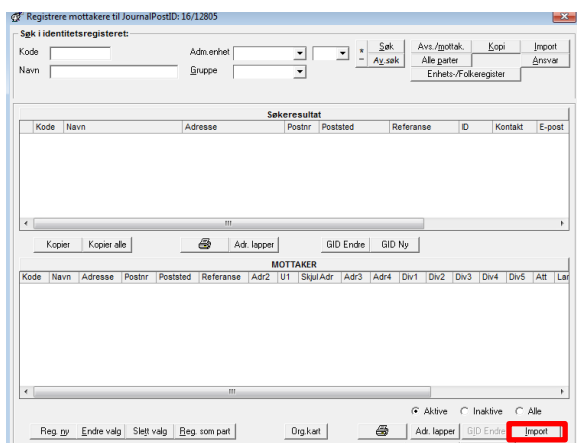 Registrere mottakere til JournalPostID: 16/12805
Søk i identitetsregisteret:
Kode Adm.enhet * Søk Avs./mottak. Kopi Import
– Av.søk Alle parter Ansvar
Navn Gruppe Enhets-/Folkeregister
Søkeresultat
Kode Navn Adresse Postnr Poststed Referanse ID Kontakt E-post
Kopier Kopier alle Adr. lapper GID Endre GID Ny
MOTTAKER
Kode Navn Adresse Postnr Poststed Referanse Adr2 U1 SkjulAdr Adr3 Adr4 Div1 Div2 Div3 Div4 Div5 Att Lar
Aktive Inaktive Alle
Reg. ny Endre valg Slett valg Reg. som part Org.kart Adr. lapper GID Endre Import